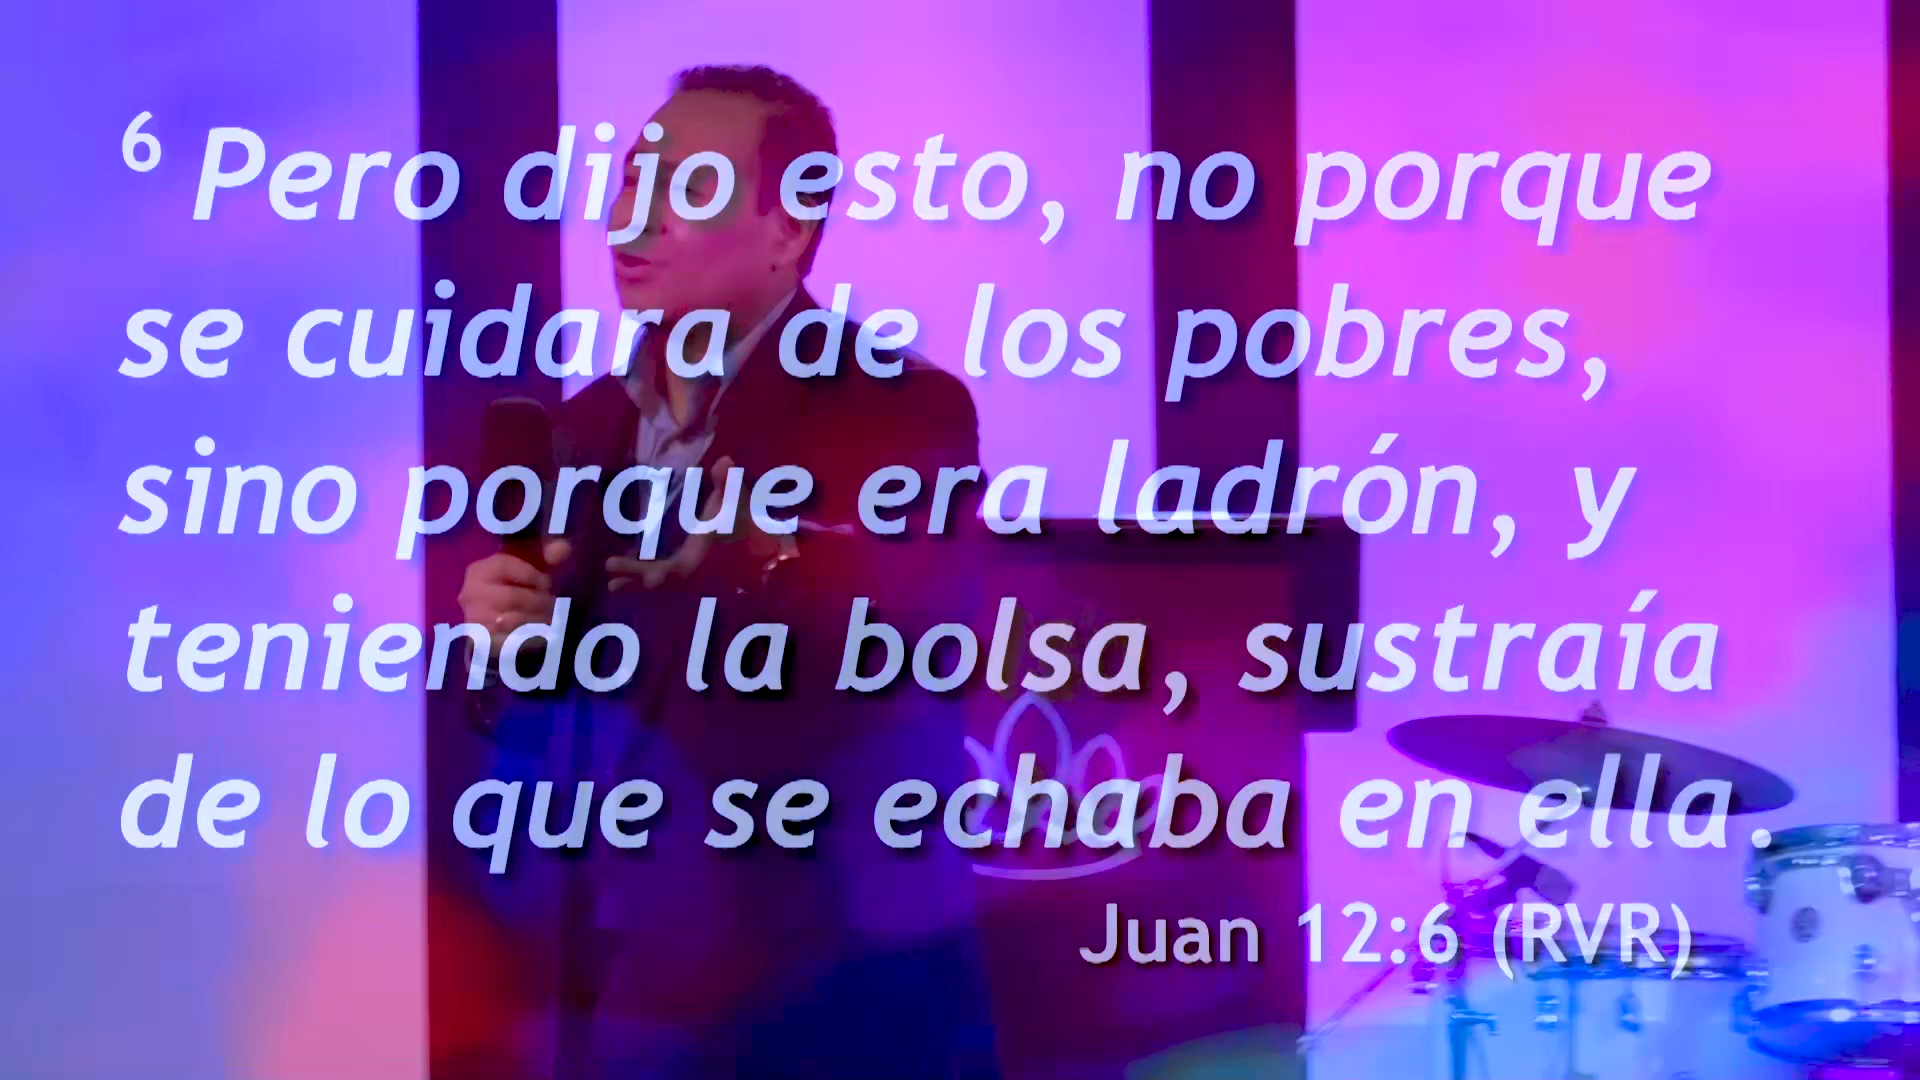 6 Pero dijo esto, no porque
se cuidara de los pobres,
sino porque era ladrón, y
teniendo la bolsa, sustraía
de lo que se echaba en ella.
Juan 12:6 (RVR)